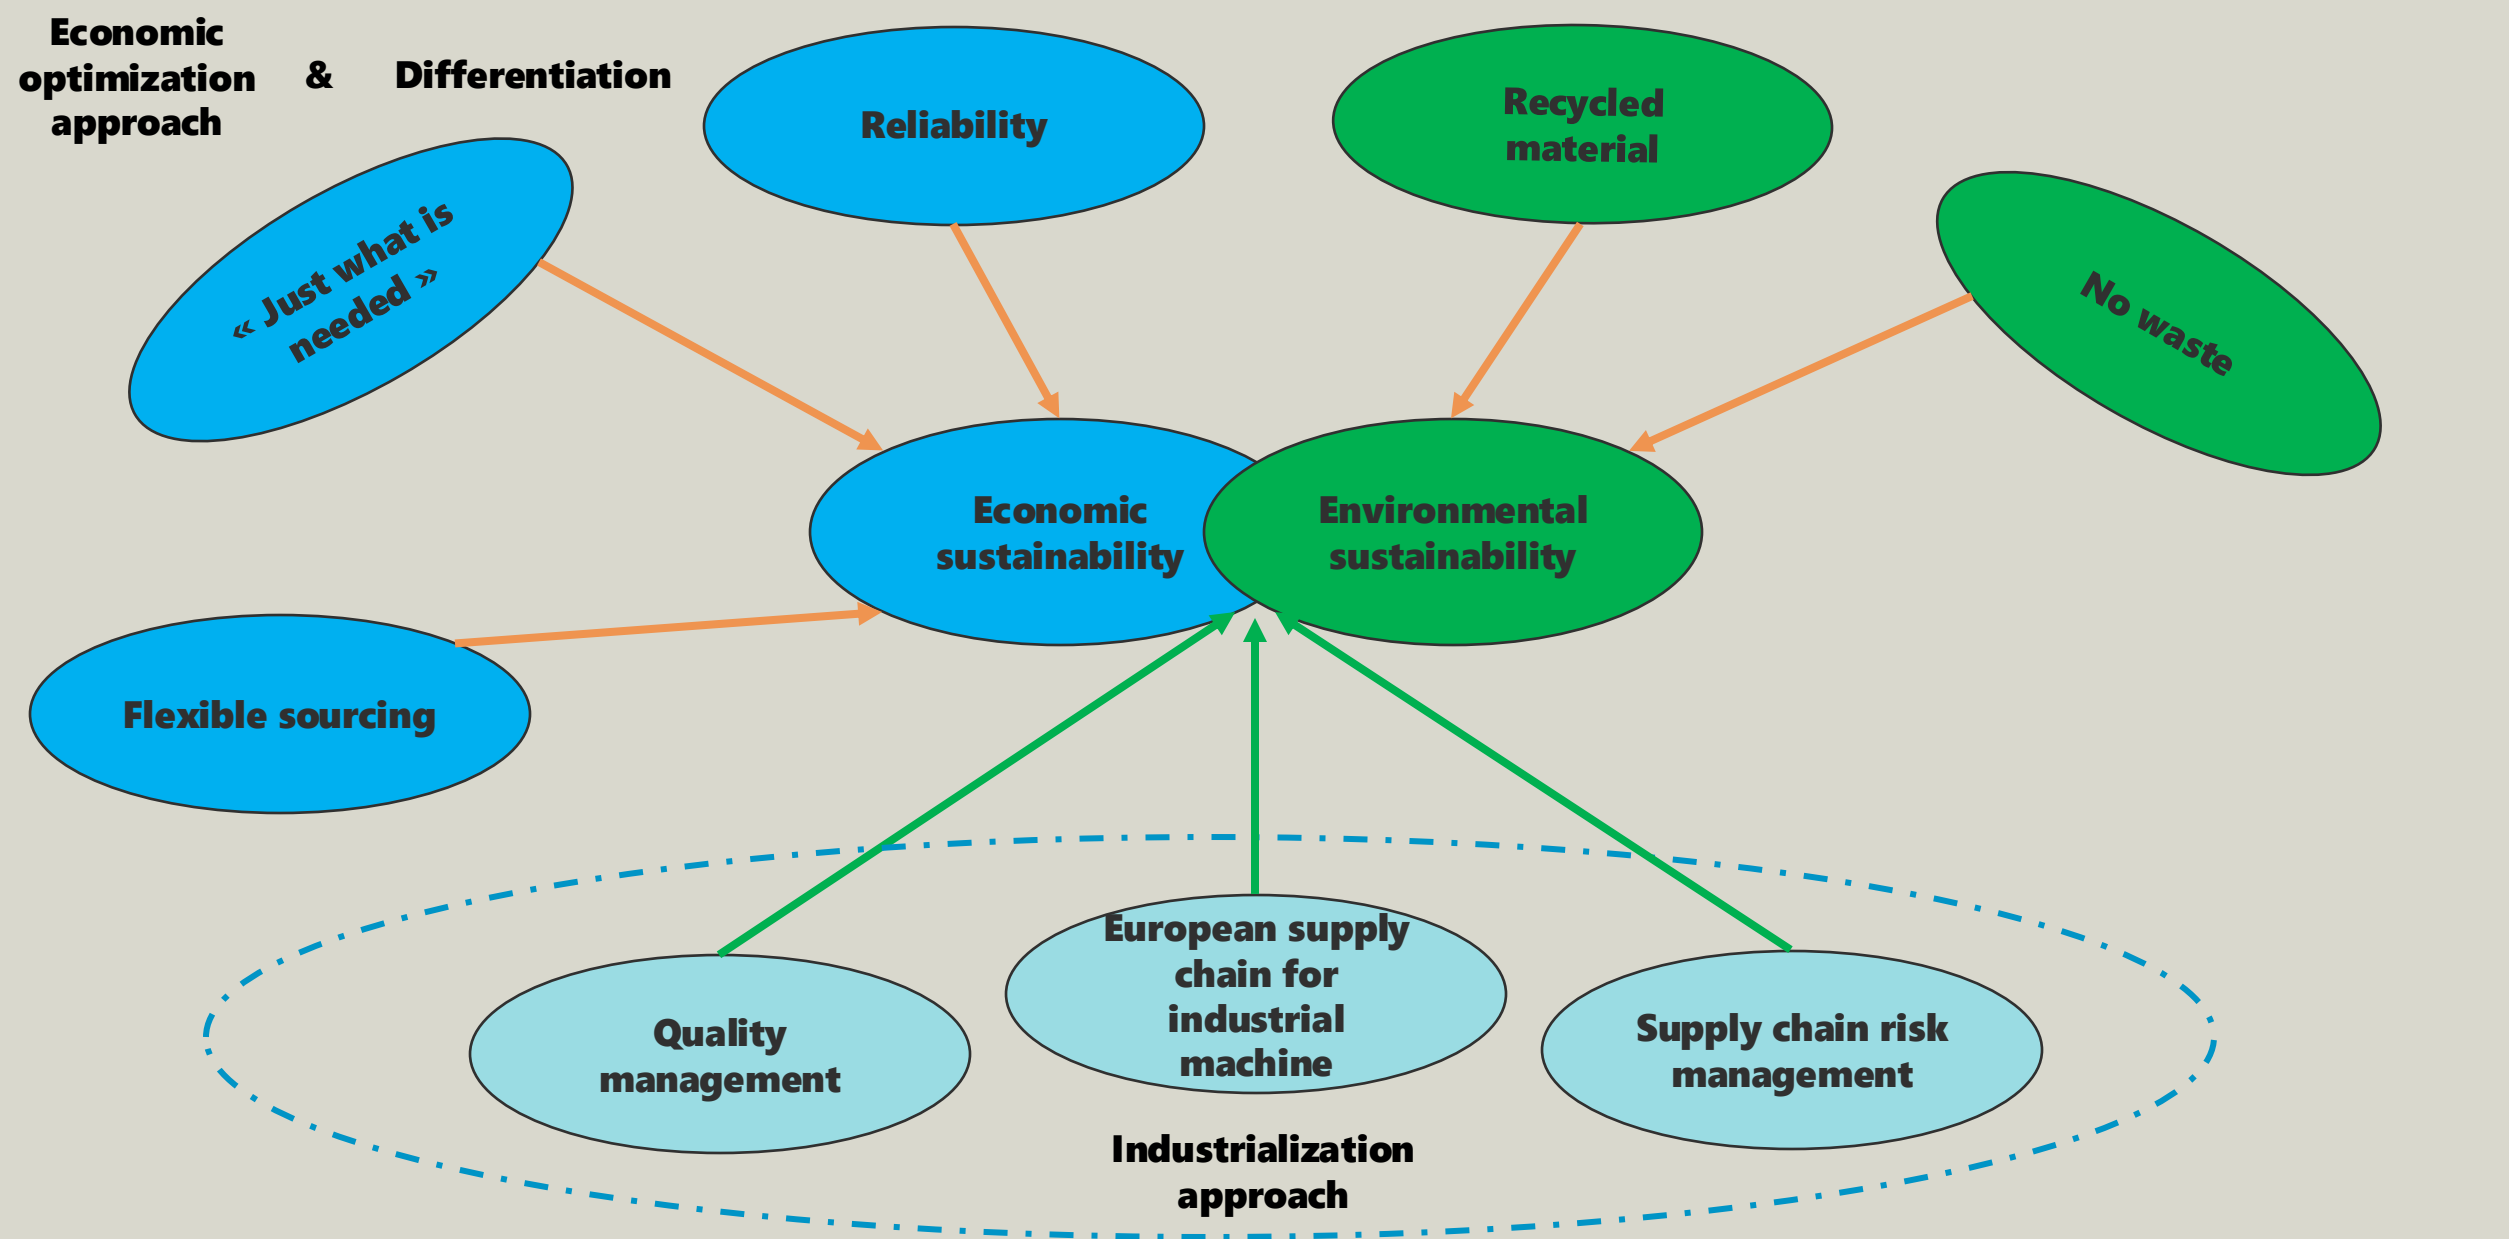 Economic
optimization
approach
&
Differentiation
Reliability
Recycled
material
« Just what is
needed »
No waste
Economic
sustainability
Environmental
sustainability
Flexible sourcing
European supply
chain for
industrial
machine
Quality
management
Supply chain risk
management
Industrialization
approach